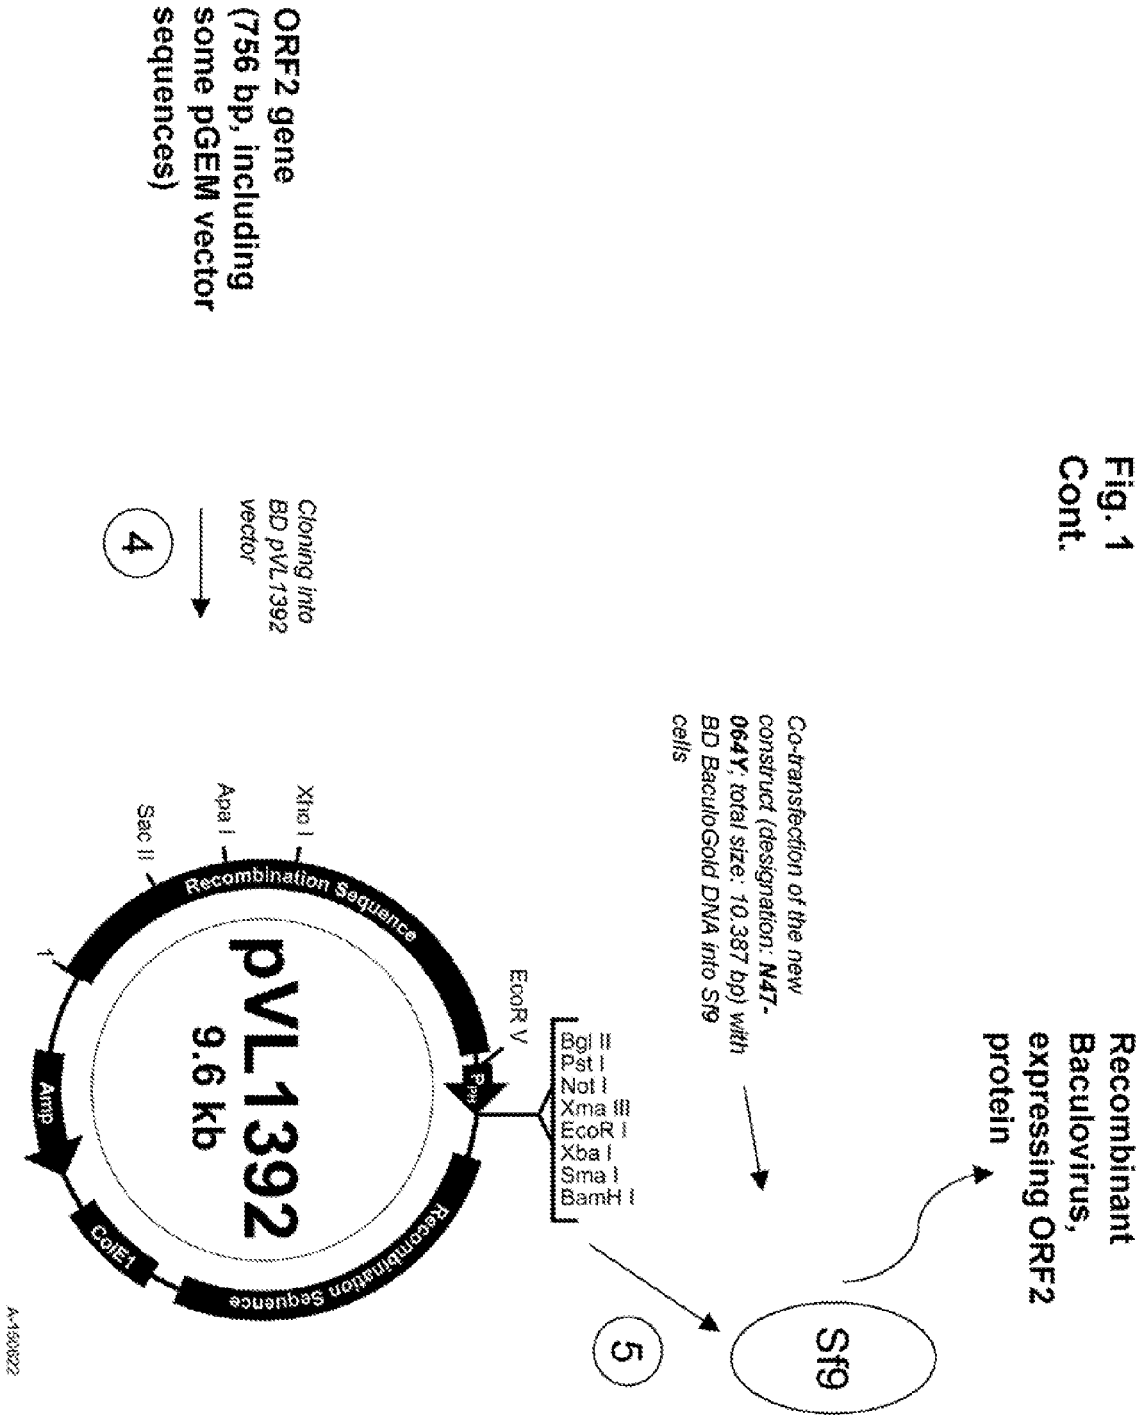 Fig. 1
Cont.
ORF2 gene
(756 bp, including
some pGEM vector
sequences)
Cloning into
BD pVL1392
vector
4
Co-transfection of the new
construct (designation: N47-
064Y; total size: 10.387 bp) with
BD BaculoGold DNA into Sf9
cells
Recombinant
Baculovirus,
expressing ORF2
protein
Sf9
5
EcoR V
Bgl II
Pst I
Not I
Xma III
EcoR I
Xba I
Sma I
BamH I
Xho I
Apa I
Sac II
1
Recombination Sequence
Recombination Sequence
pVL1392
9.6 kb
Amp
ColE1